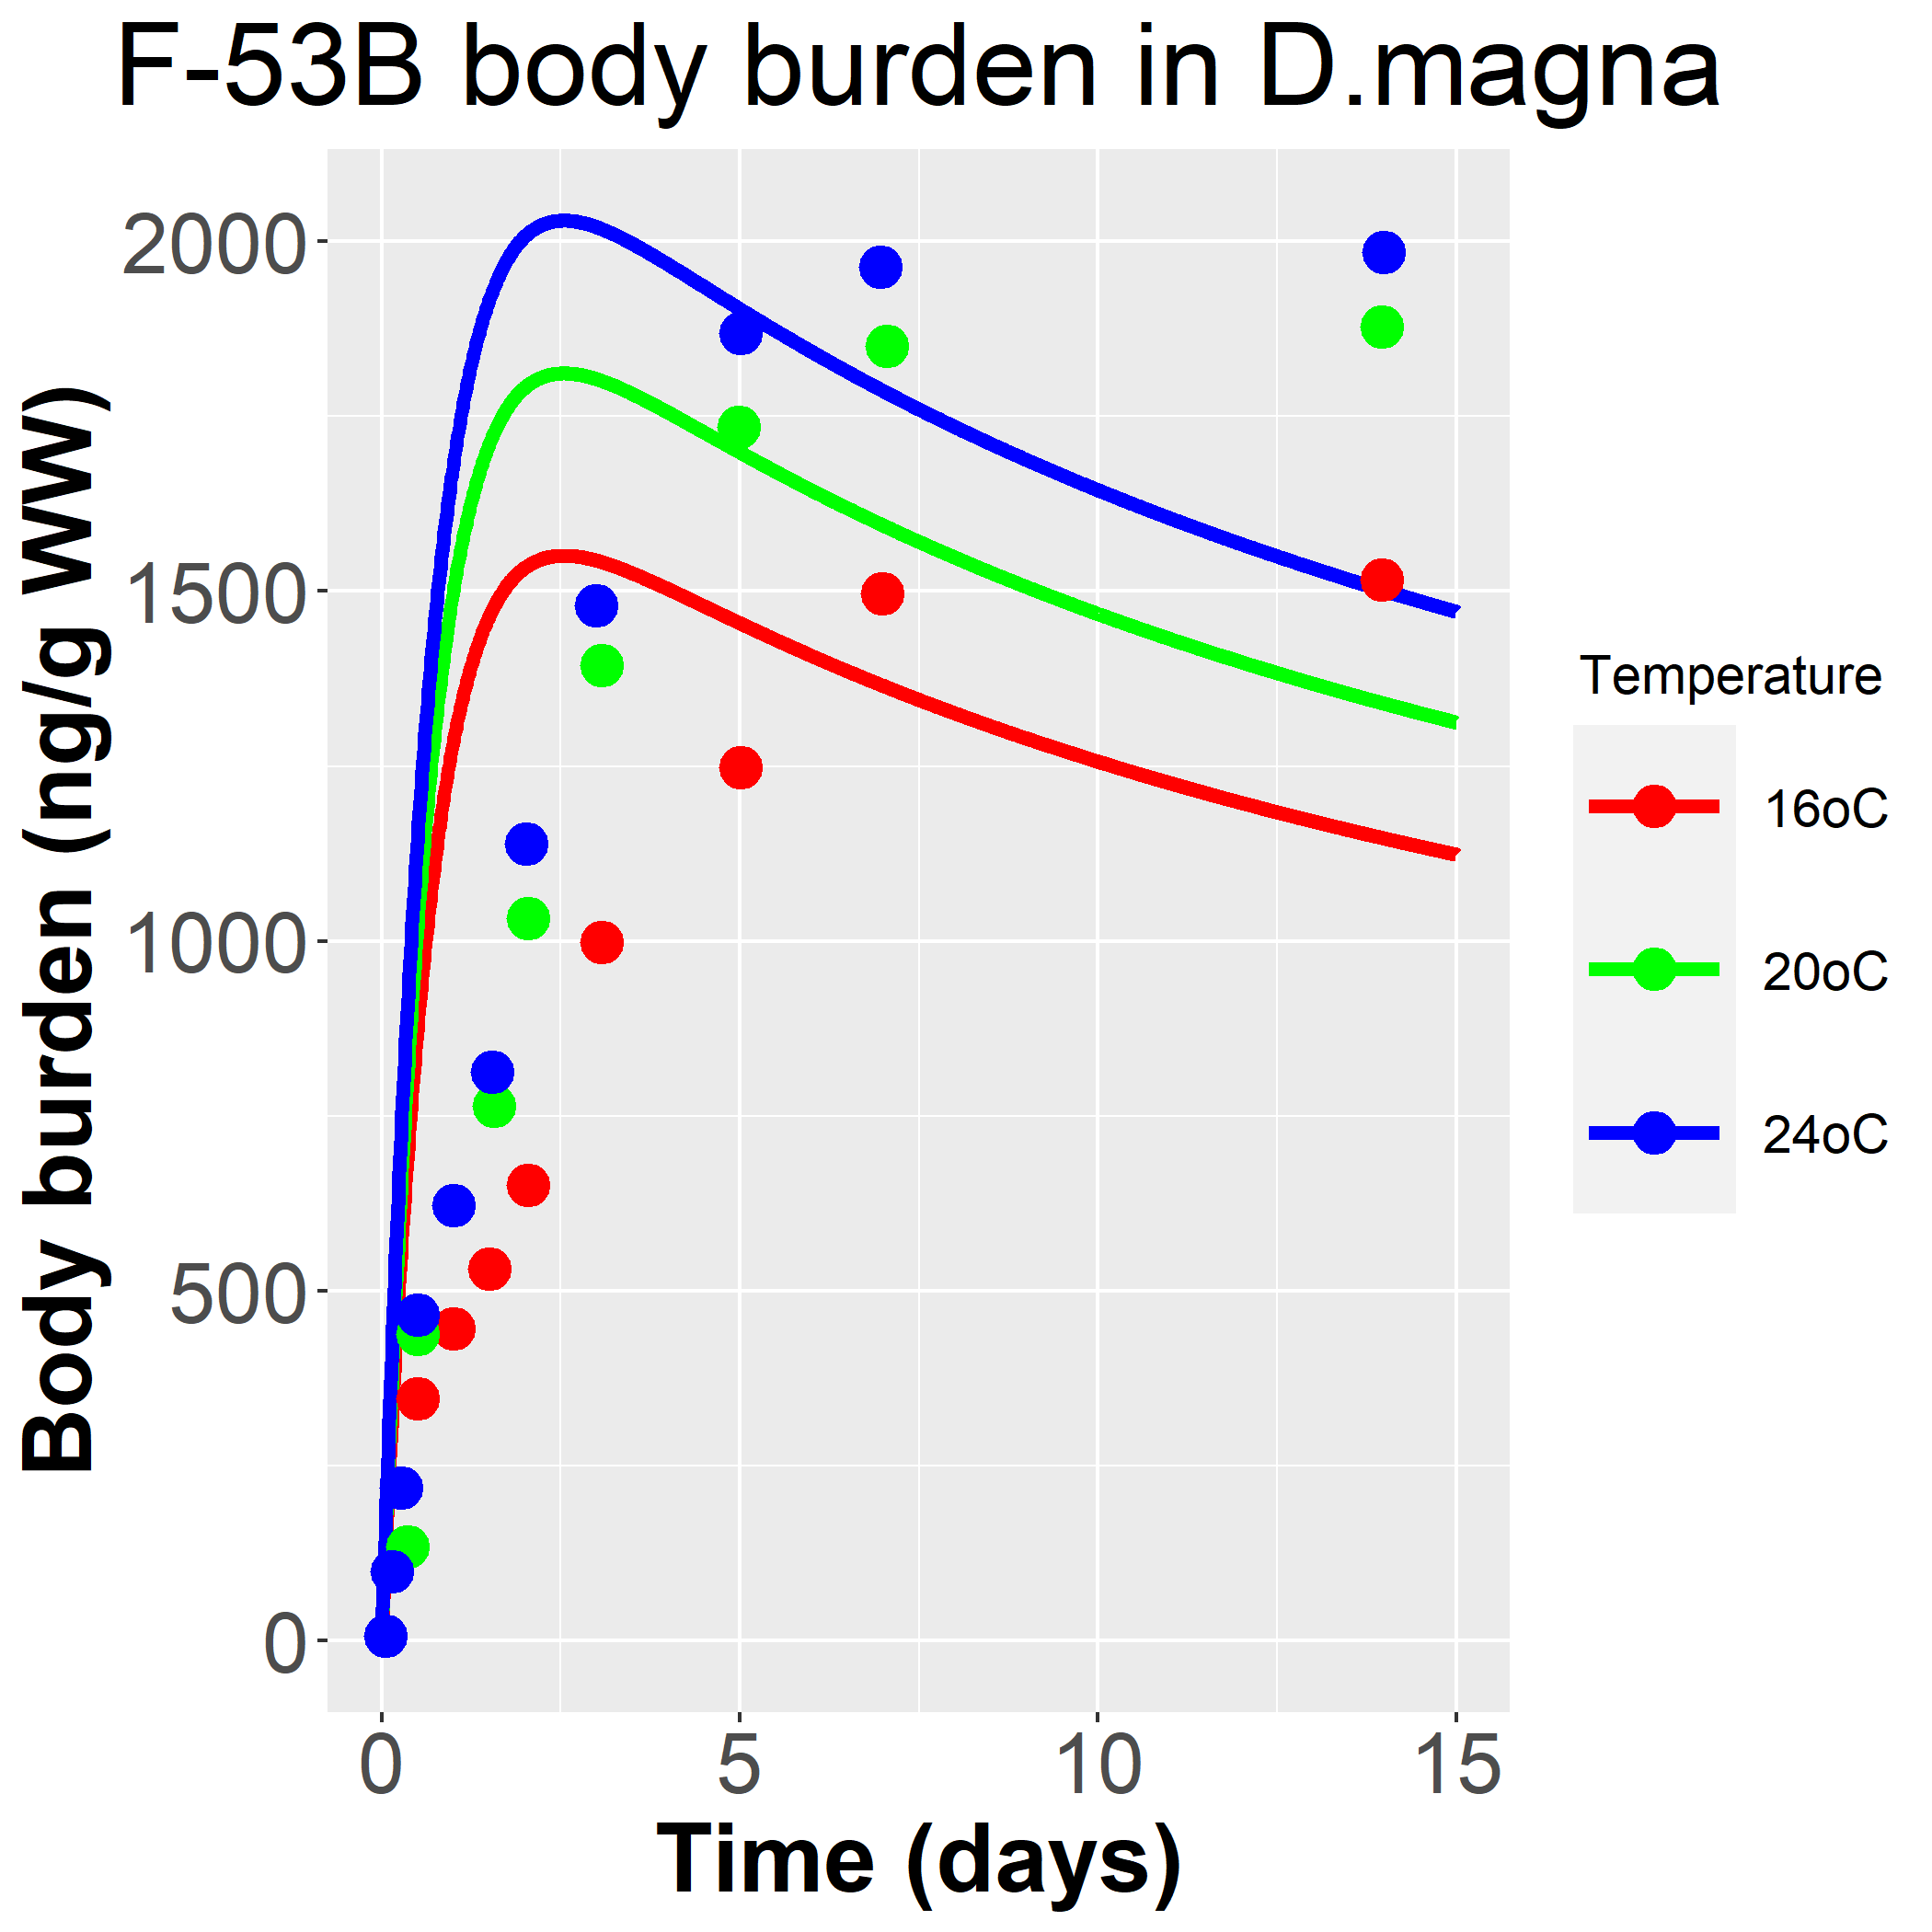 F-53B body burden in D.magna
Body burden (ng/g WW)
2000
1500
1000
500
0
0 5 10 15
Time (days)
Temperature
16oC
20oC
24oC